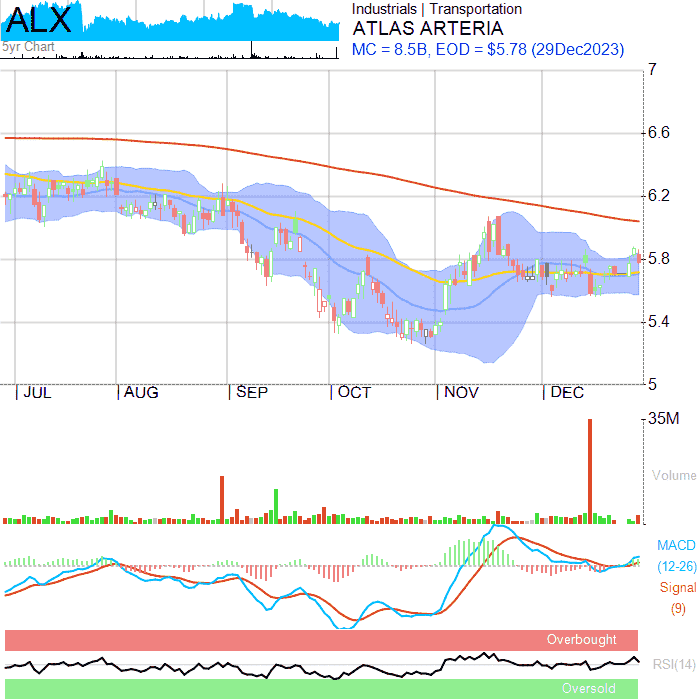 ALX
5yr Chart
Industrials | Transportation
ATLAS ARTERIA
MC = 8.5B, EOD = $5.78 (29Dec2023)
7
6.6
6.2
5.8
5.4
5
JUL AUG SEP OCT NOV DEC
35M
Volume
MACD
(12-26)
Signal
(9)
Overbought
RSI(14)
Oversold